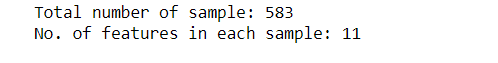 Total number of sample: 583
No. of features in each sample: 11